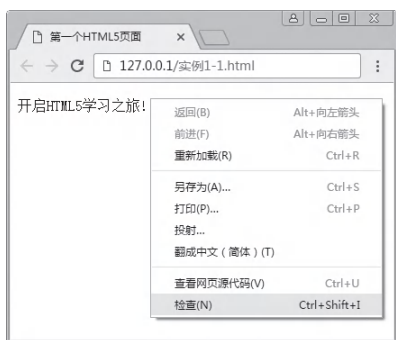 第一个HTML5页面
127.0.0.1/实例1-1.html
开启HTML5学习之旅!
返回(B) Alt+向左箭头
前进(F) Alt+向右箭头
重新加载(R) Ctrl+R
另存为(A)... Ctrl+S
打印(P)... Ctrl+P
投射...
翻成中文（简体）(T)
查看网页源代码(V) Ctrl+U
检查(N) Ctrl+Shift+I